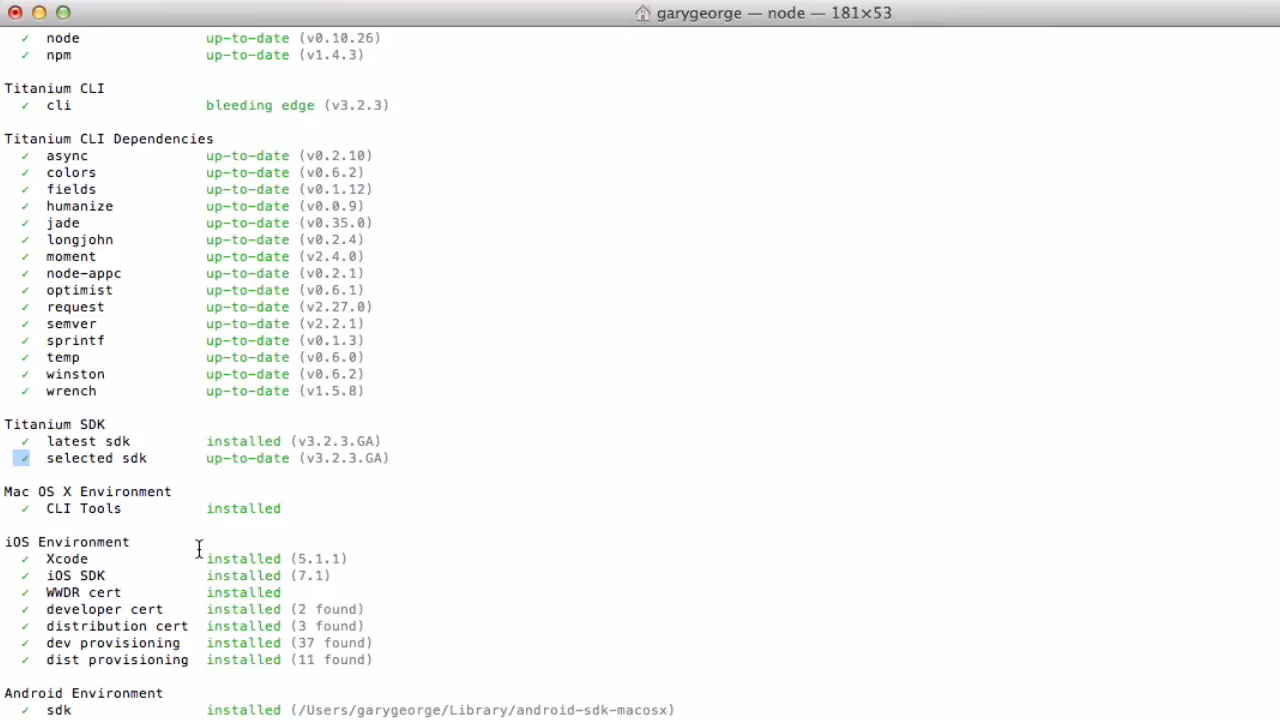 garygeorge — node — 181×53
✓ node up-to-date (v0.10.26)
✓ npm up-to-date (v1.4.3)
Titanium CLI
✓ cli bleeding edge (v3.2.3)
Titanium CLI Dependencies
✓ async up-to-date (v0.2.10)
✓ colors up-to-date (v0.6.2)
✓ fields up-to-date (v0.1.12)
✓ humanize up-to-date (v0.0.9)
✓ jade up-to-date (v0.35.0)
✓ longjohn up-to-date (v0.2.4)
✓ moment up-to-date (v2.4.0)
✓ node-appc up-to-date (v0.2.1)
✓ optimist up-to-date (v0.6.1)
✓ request up-to-date (v2.27.0)
✓ semver up-to-date (v2.2.1)
✓ sprintf up-to-date (v0.1.3)
✓ temp up-to-date (v0.6.0)
✓ winston up-to-date (v0.6.2)
✓ wrench up-to-date (v1.5.8)
Titanium SDK
✓ latest sdk installed (v3.2.3.GA)
✓ selected sdk up-to-date (v3.2.3.GA)
Mac OS X Environment
✓ CLI Tools installed
iOS Environment
✓ Xcode installed (5.1.1)
✓ iOS SDK installed (7.1)
✓ WWDR cert installed
✓ developer cert installed (2 found)
✓ distribution cert installed (3 found)
✓ dev provisioning installed (37 found)
✓ dist provisioning installed (11 found)
Android Environment
✓ sdk installed (/Users/garygeorge/Library/android-sdk-macosx)